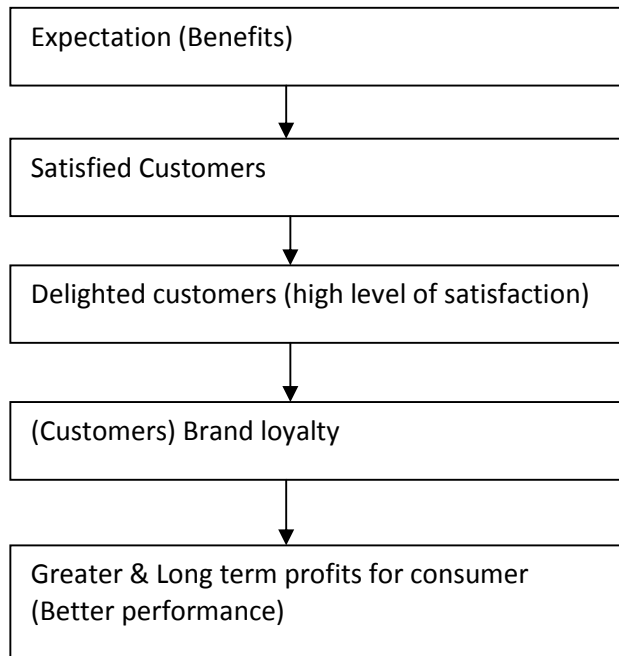 Expectation (Benefits)
Satisfied Customers
Delighted customers (high level of satisfaction)
(Customers) Brand loyalty
Greater & Long term profits for consumer
(Better performance)